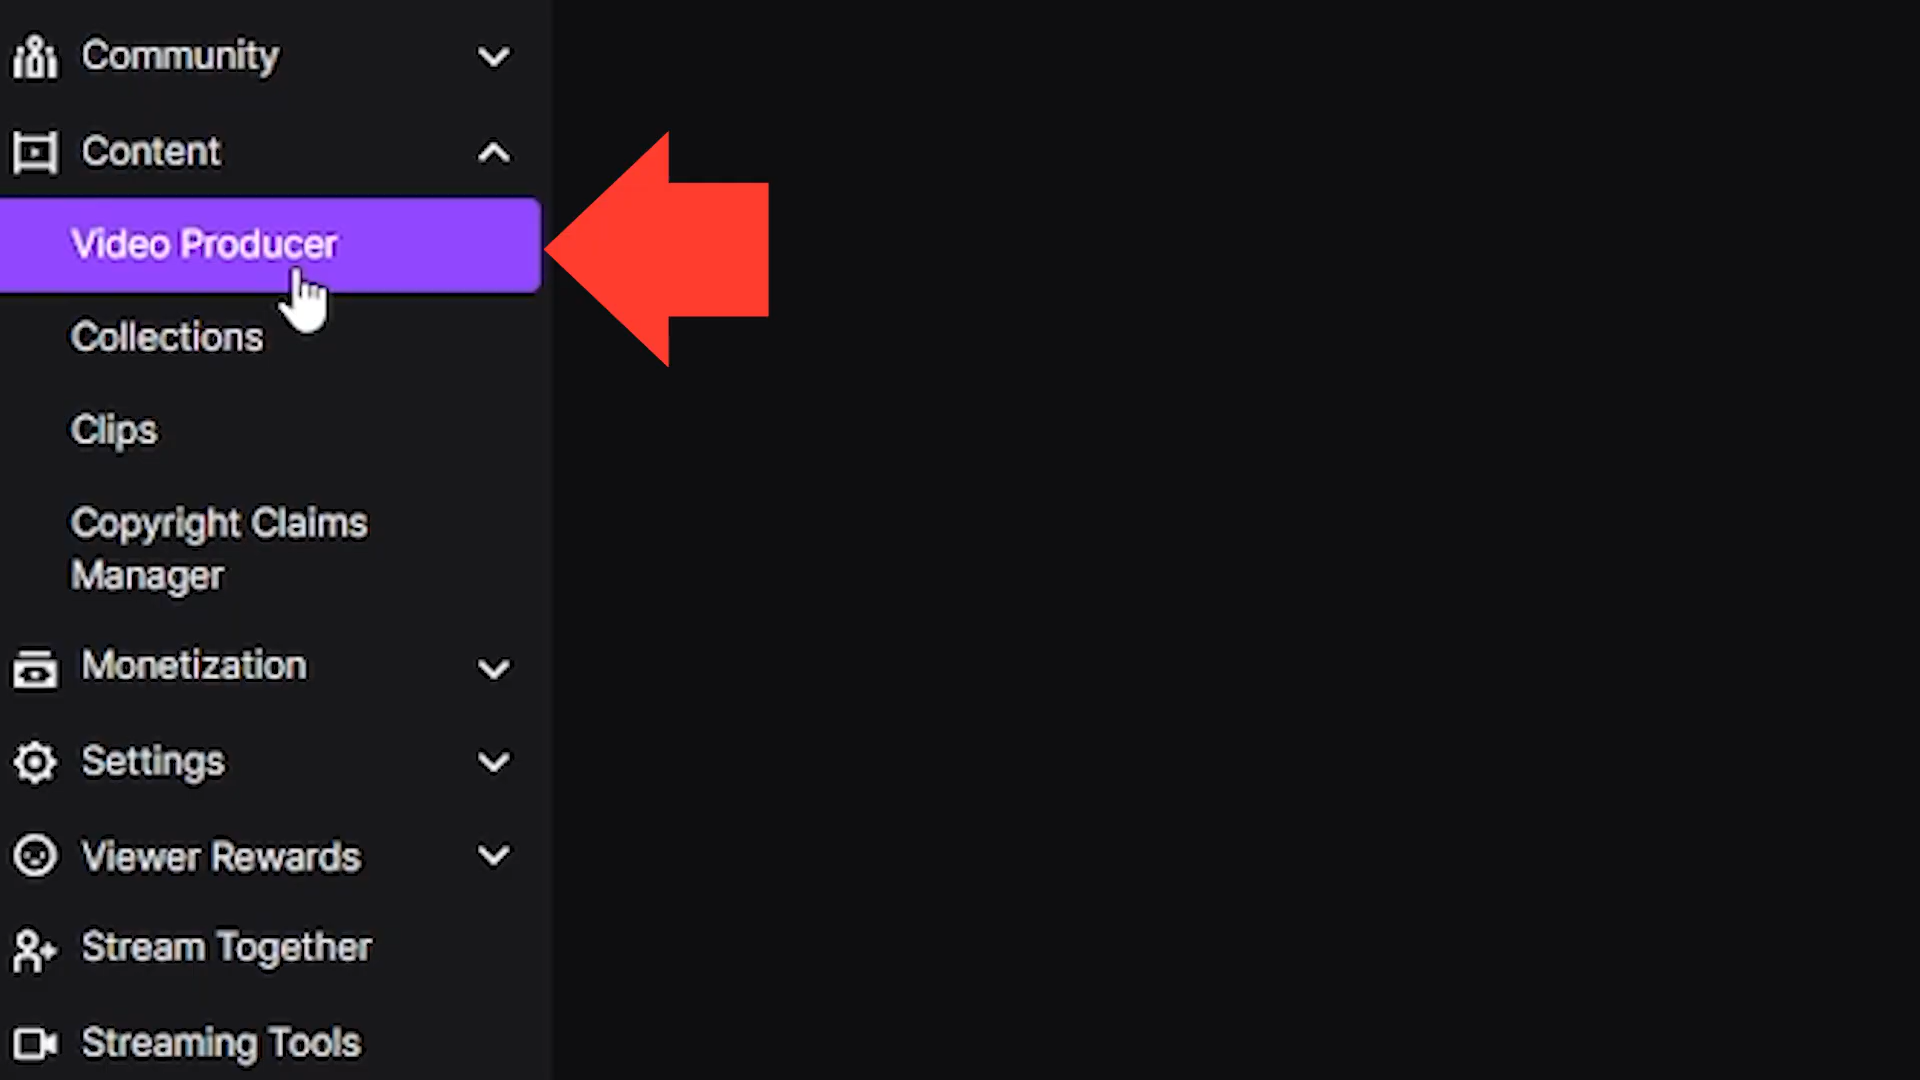 Community
Content
Video Producer
Collections
Clips
Copyright Claims
Manager
Monetization
Settings
Viewer Rewards
Stream Together
Streaming Tools